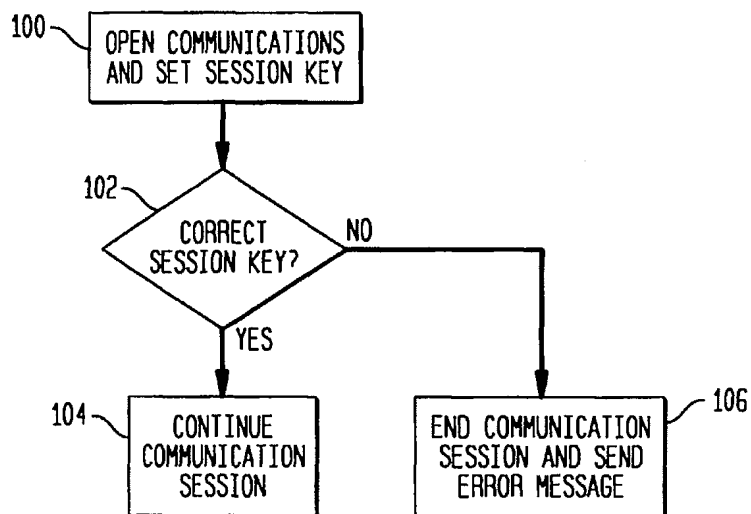 100
OPEN COMMUNICATIONS
AND SET SESSION KEY
102
CORRECT
SESSION KEY?
NO
YES
104
CONTINUE
COMMUNICATION
SESSION
END COMMUNICATION
SESSION AND SEND
ERROR MESSAGE
106